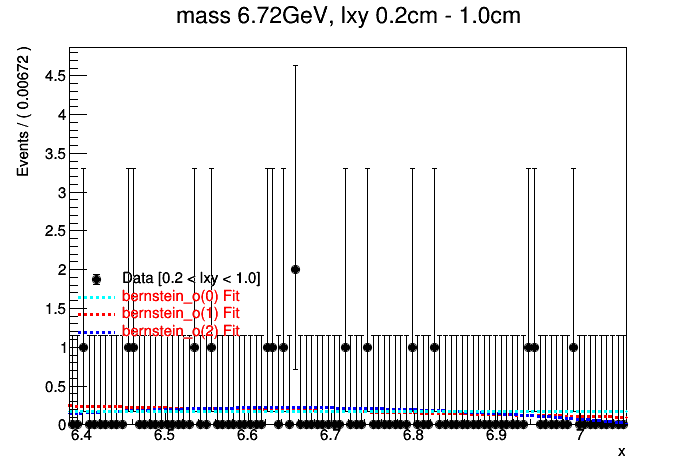 mass 6.72GeV, lxy 0.2cm - 1.0cm
Events / ( 0.00672 )
4.5
4
3.5
3
2.5
2
1.5
1
0.5
0
Data [0.2 < lxy < 1.0]
bernstein_o(0) Fit
bernstein_o(1) Fit
bernstein_o(2) Fit
6.4 6.5 6.6 6.7 6.8 6.9 7
x